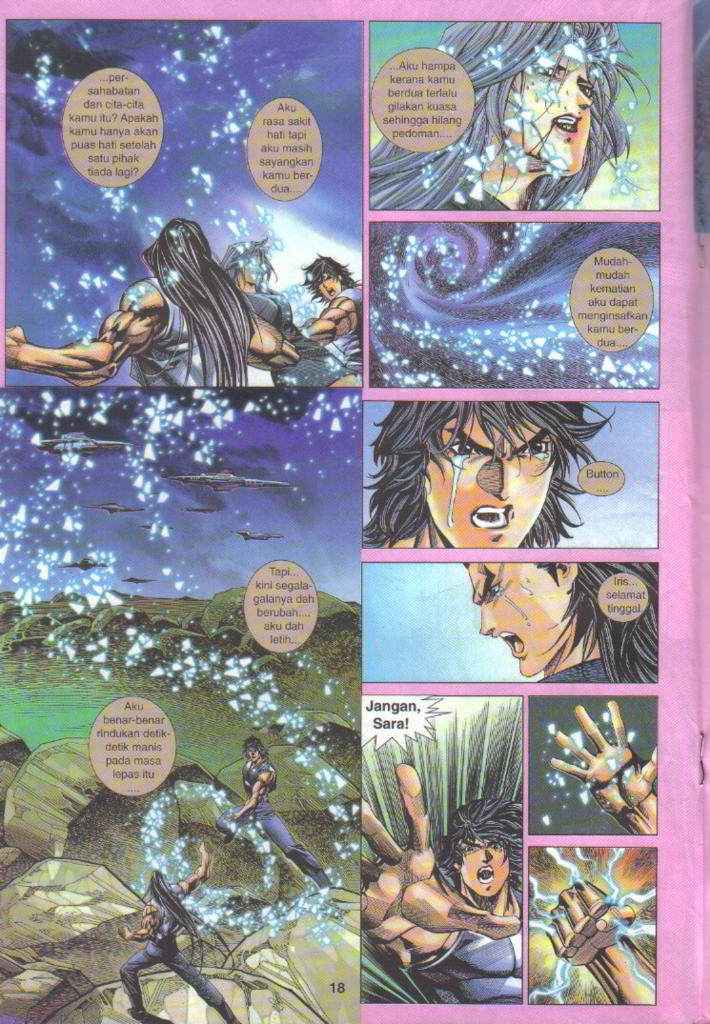 ...per-
sahabatan
dan cita-cita
kamu itu? Apakah
kamu hanya akan
puas hati setelah
satu pihak
tiada lagi?
Aku
rasa sakit
hati tapi
aku masih
sayangkan
kamu ber-
dua....
...Aku hampa
kerana kamu
berdua terlalu
gilakan kuasa
sehingga hilang
pedoman....
Mudah-
mudah
kematian
aku dapat
menginsafkan
kamu ber-
dua....
Tapi...
kini segala-
galanya dah
berubah....
aku dah
letih...
Aku
benar-benar
rindukan detik-
detik manis
pada masa
lepas itu
....
Button
....
Iris...
selamat
tinggal
Jangan,
Sara!
18